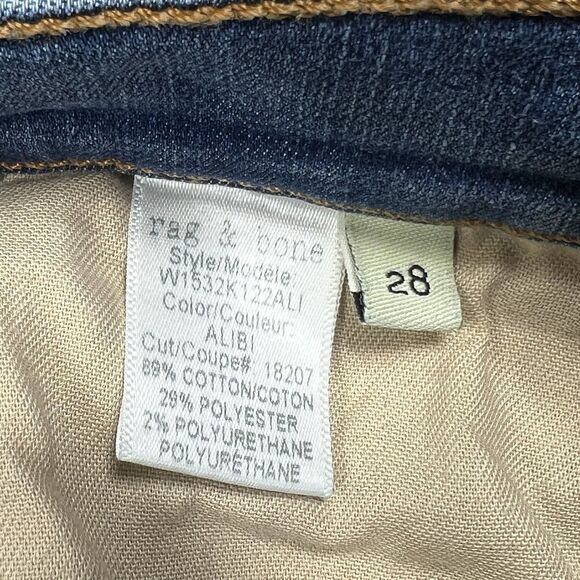 rag & bone
Style/Modele:
W1532K122ALI
Color/Couleur:
ALIBI
Cut/Coupe#: 18207
69% COTTON/COTON
29% POLYESTER
2% POLYURETHANE
POLYURETHANE
28